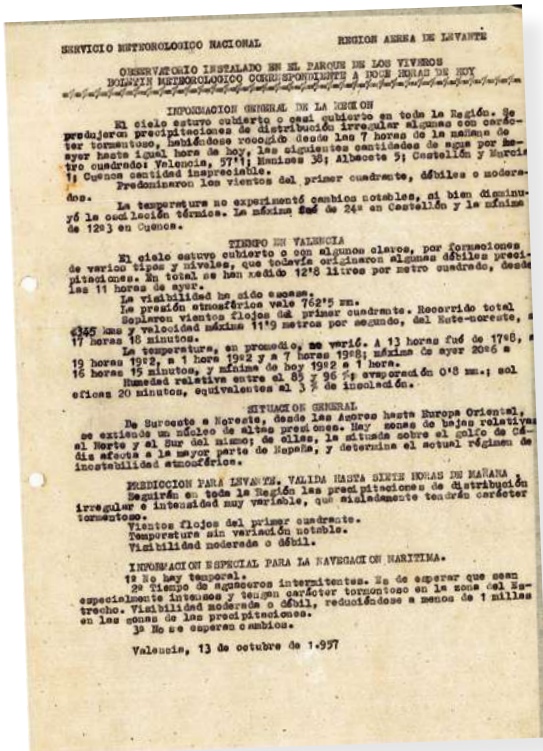 SERVICIO METEOROLOGICO NACIONAL REGION AEREA DE LEVANTE
OBSERVATORIO INSTALADO EN EL PARQUE DE LOS VIVEROS
BOLETIN METEOROLOGICO CORRESPONDIENTE A DOCE HORAS DE HOY
INFORMACION GENERAL DE LA REGION
El cielo estuvo cubierto o casi cubierto en toda la Región. Se
produjeron precipitaciones de distribución irregular algunas con carác-
ter tormentoso, habiéndose recogido desde las 7 horas de la mañana de
ayer hasta igual hora de hoy, las siguientes cantidades de agua por me-
tro cuadrado: Valencia, 57'1; Manises 38; Albacete 5; Castellón y Murcia
1; Cuenca cantidad inapreciable.
Predominaron los vientos del primer cuadrante, débiles o modera-
dos.
La temperatura no experimentó cambios notables, si bien disminu-
yó la oscilación térmica. La máxima fué de 24º en Castellón y la mínima
de 12º3 en Cuenca.
TIEMPO EN VALENCIA
El cielo estuvo cubierto o con algunos claros, por formaciones
de varios tipos y niveles, que todavía originaron algunas débiles preci-
pitaciones. En total se han medido 12'8 litros por metro cuadrado, desde
las 11 horas de ayer.
La visibilidad ha sido escasa.
La presión atmosférica vale 762'5 mm.
Soplaron vientos flojos del primer cuadrante. Recorrido total
345 kms y velocidad máxima 11'9 metros por segundo, del Este-noreste, a
17 horas 18 minutos.
La temperatura, en promedio, no varió. A 13 horas fué de 17º8, a
19 horas 19º2, a 1 hora 19º2 y a 7 horas 19º8; máxima de ayer 20º6 a
16 horas 15 minutos, y mínima de hoy 19º2 a 1 hora.
Humedad relativa entre el 85 y 96 %; evaporación 0'8 mm.; sol
eficaz 20 minutos, equivalentes al 3 % de insolación.
SITUACION GENERAL
De Suroeste a Noreste, desde las Azores hasta Europa Oriental,
se extiende un núcleo de altas presiones. Hay zonas de bajas relativas
al Norte y al Sur del mismo; de ellas, la situada sobre el golfo de Cá-
diz afecta a la mayor parte de España, y determina el actual régimen de
inestabilidad atmosférica.
PREDICCION PARA LEVANTE. VALIDA HASTA SIETE HORAS DE MAÑANA.
Seguirán en toda la Región las precipitaciones de distribución
irregular e intensidad muy variable, que aisladamente tendrán carácter
tormentoso.
Vientos flojos del primer cuadrante.
Temperatura sin variación notable.
Visibilidad moderada o débil.
INFORMACION ESPECIAL PARA LA NAVEGACION MARITIMA.
1º No hay temporal.
2º Tiempo de aguaceros intermitentes. Es de esperar que sean
especialmente intensos y tengan carácter tormentoso en la zona del Es-
trecho. Visibilidad moderada o débil, reduciéndose a menos de 1 millas
en las zonas de las precipitaciones.
3º No se esperan cambios.
Valencia, 13 de octubre de 1.957